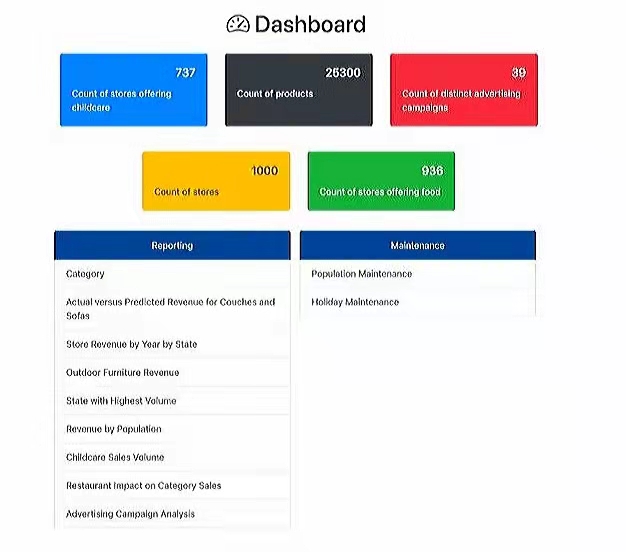 Dashboard
737
Count of stores offering
childcare
25300
Count of products
39
Count of distinct advertising
campaigns
1000
Count of stores
936
Count of stores offering food
Reporting
Category
Actual versus Predicted Revenue for Couches and
Sofas
Store Revenue by Year by State
Outdoor Furniture Revenue
State with Highest Volume
Revenue by Population
Childcare Sales Volume
Restaurant Impact on Category Sales
Advertising Campaign Analysis
Maintenance
Population Maintenance
Holiday Maintenance